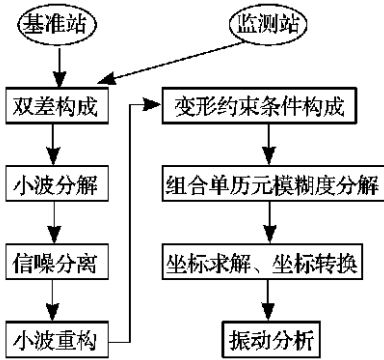 基准站
监测站
双差构成
小波分解
信噪分离
小波重构
变形约束条件构成
组合单历元模糊度分解
坐标求解、坐标转换
振动分析